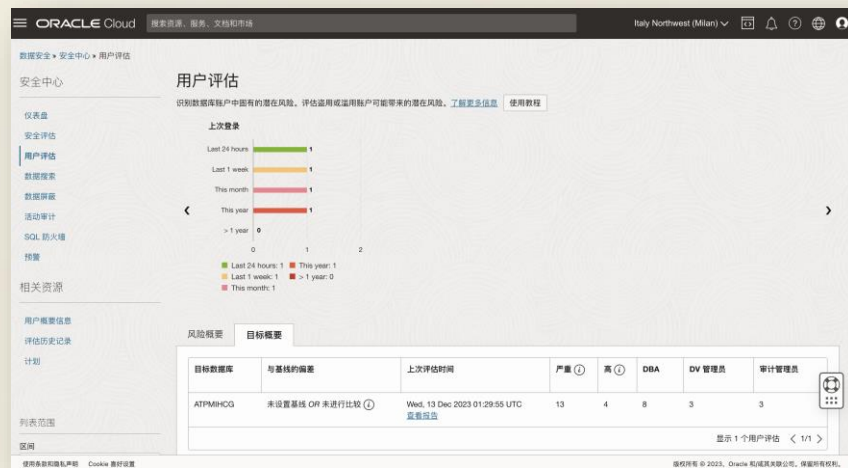 ORACLE Cloud
搜索资源、服务、文档和市场
Italy Northwest (Milan)
数据安全 » 安全中心 » 用户评估
安全中心
仪表盘
安全评估
用户评估
数据搜索
数据屏蔽
活动审计
SQL 防火墙
预警
相关资源
用户概要信息
评估历史记录
计划
列表范围
区间
用户评估
识别数据库账户中固有的潜在风险。评估盗用或滥用账户可能带来的潜在风险。了解更多信息 使用教程
上次登录
Last 24 hours 1
Last 1 week 1
This month 1
This year 1
> 1 year 0
0 1 2
Last 24 hours: 1 This year: 1
Last 1 week: 1 > 1 year: 0
This month: 1
风险概要 目标概要
目标数据库 与基线的偏差 上次评估时间 严重 高 DBA DV 管理员 审计管理员
ATPMIHCG 未设置基线 OR 未进行比较 Wed, 13 Dec 2023 01:29:55 UTC 13 4 8 3 3
查看报告
显示 1 个用户评估 1/1
使用条款和隐私声明 Cookie 喜好设置
版权所有 © 2023，Oracle 和/或其关联公司。保留所有权利。